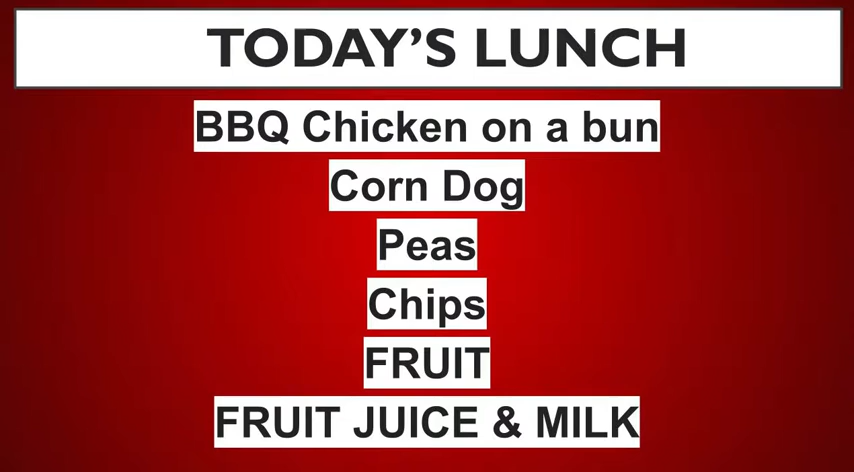 TODAY’S LUNCH
BBQ Chicken on a bun
Corn Dog
Peas
Chips
FRUIT
FRUIT JUICE & MILK